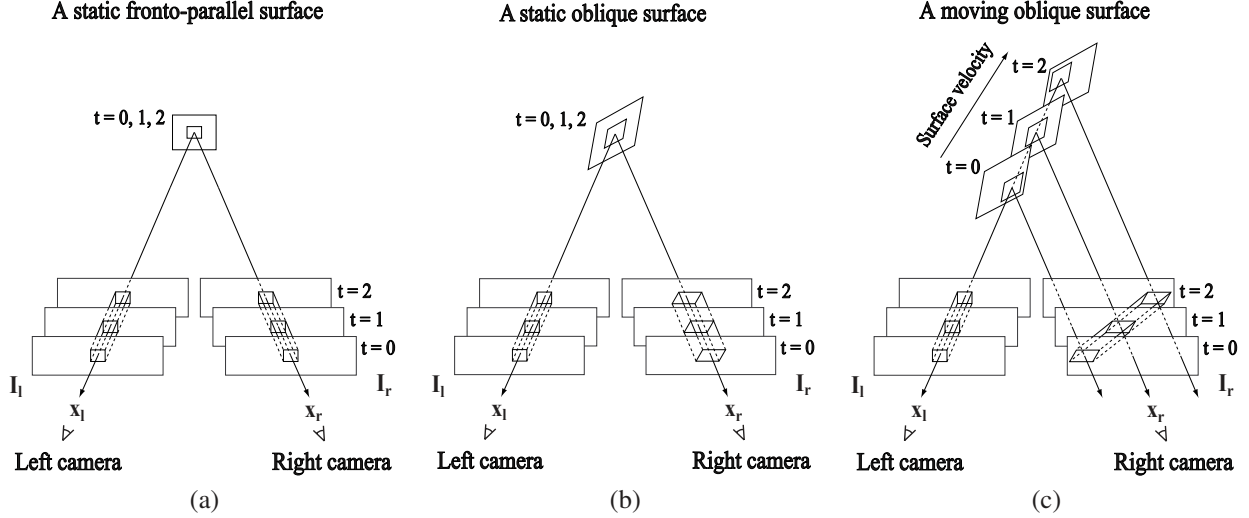 A static fronto-parallel surface
t = 0, 1, 2
t = 2
t = 1
t = 0
I_l
I_r
x_l
x_r
Left camera
Right camera
(a)
A static oblique surface
t = 0, 1, 2
t = 2
t = 1
t = 0
x_l
x_r
Left camera
Right camera
(b)
A moving oblique surface
Surface velocity
t = 2
t = 1
t = 0
t = 2
t = 1
t = 0
I_l
I_r
x_l
x_r
Left camera
Right camera
(c)